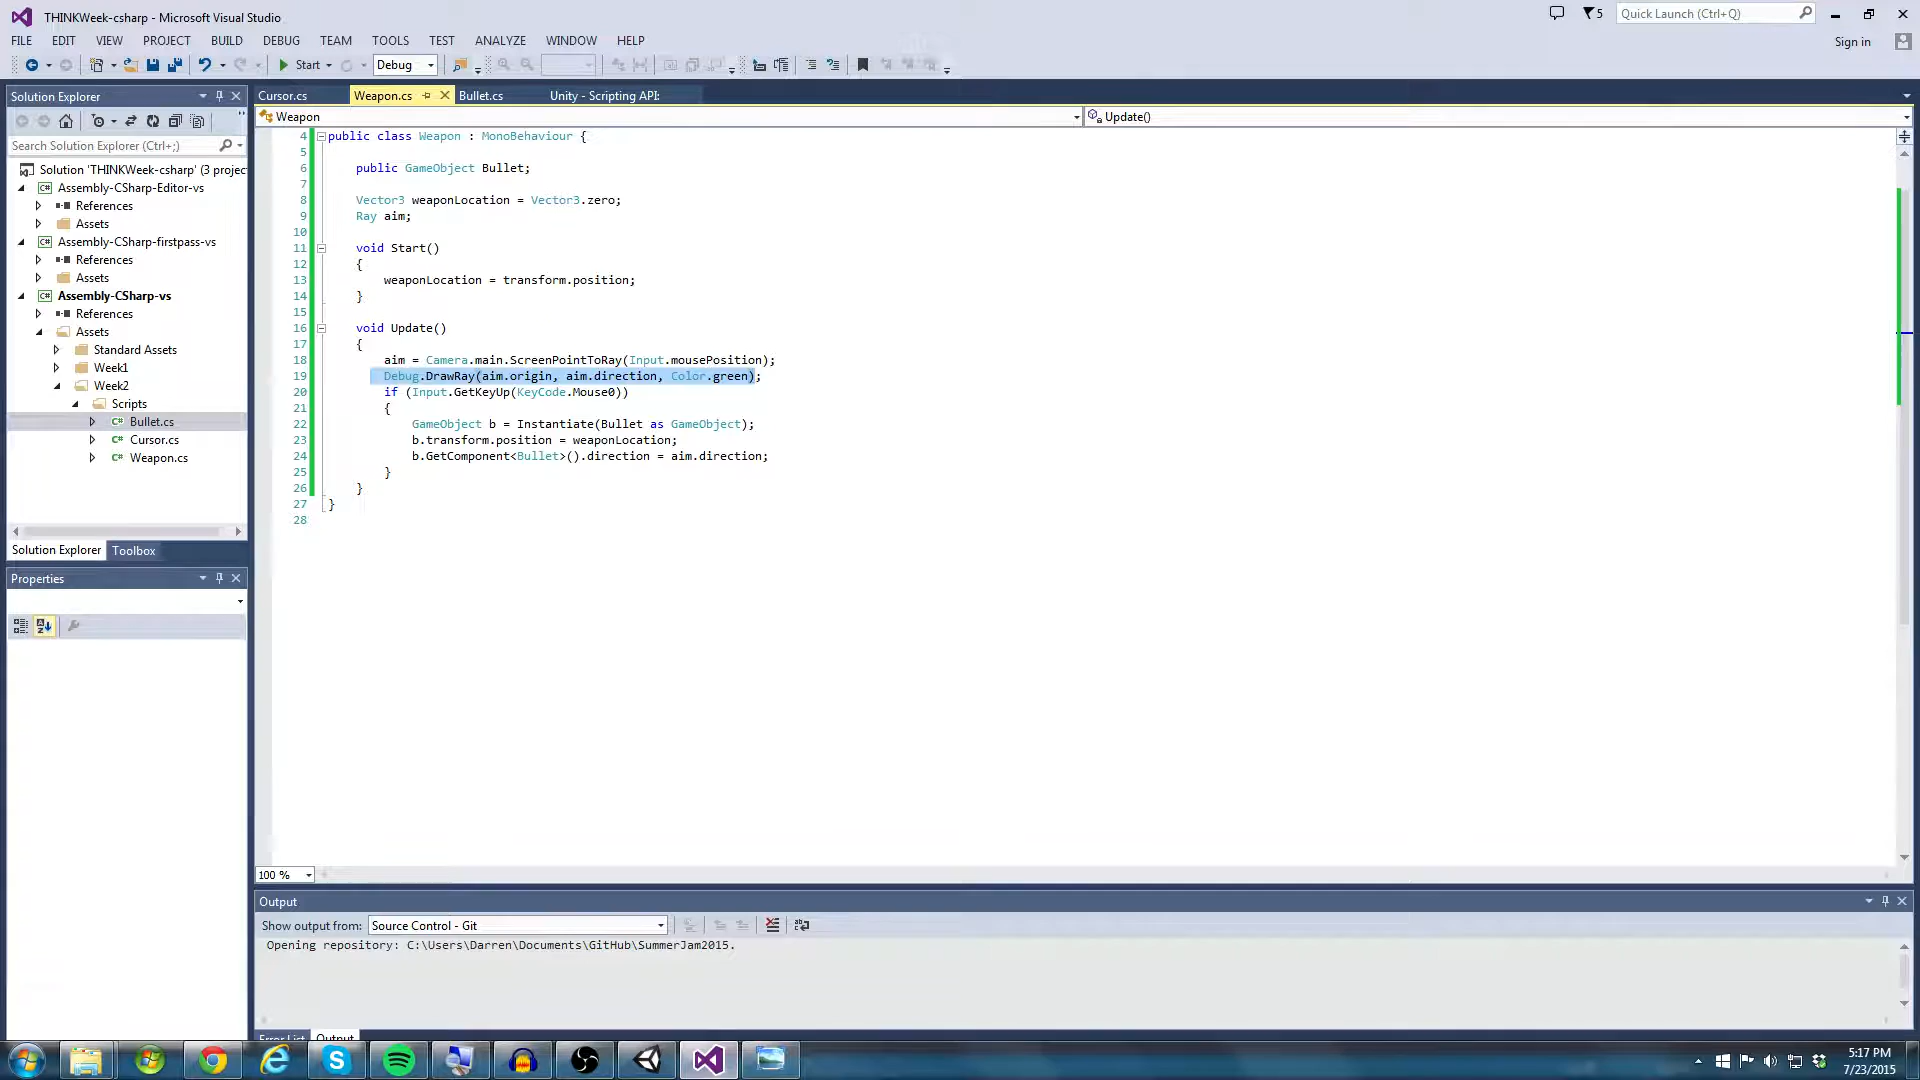 THINKWeek-csharp - Microsoft Visual Studio
5
Quick Launch (Ctrl+Q)
FILE EDIT VIEW PROJECT BUILD DEBUG TEAM TOOLS TEST ANALYZE WINDOW HELP
Sign in
Start
Debug
Solution Explorer
Search Solution Explorer (Ctrl+;)
Solution 'THINKWeek-csharp' (3 projec
Assembly-CSharp-Editor-vs
References
Assets
Assembly-CSharp-firstpass-vs
References
Assets
Assembly-CSharp-vs
References
Assets
Standard Assets
Week1
Week2
Scripts
Bullet.cs
Cursor.cs
Weapon.cs
Solution Explorer
Toolbox
Properties
Cursor.cs
Weapon.cs
Bullet.cs
Unity - Scripting API:
Weapon
Update()
4 public class Weapon : MonoBehaviour {
5
6 public GameObject Bullet;
7
8 Vector3 weaponLocation = Vector3.zero;
9 Ray aim;
10
11 void Start()
12 {
13 weaponLocation = transform.position;
14 }
15
16 void Update()
17 {
18 aim = Camera.main.ScreenPointToRay(Input.mousePosition);
19 Debug.DrawRay(aim.origin, aim.direction, Color.green);
20 if (Input.GetKeyUp(KeyCode.Mouse0))
21 {
22 GameObject b = Instantiate(Bullet as GameObject);
23 b.transform.position = weaponLocation;
24 b.GetComponent<Bullet>().direction = aim.direction;
25 }
26 }
27 }
28
100 %
Output
Show output from: Source Control - Git
Opening repository: C:\Users\Darren\Documents\GitHub\SummerJam2015.
Error List
Output
5:17 PM
7/23/2015